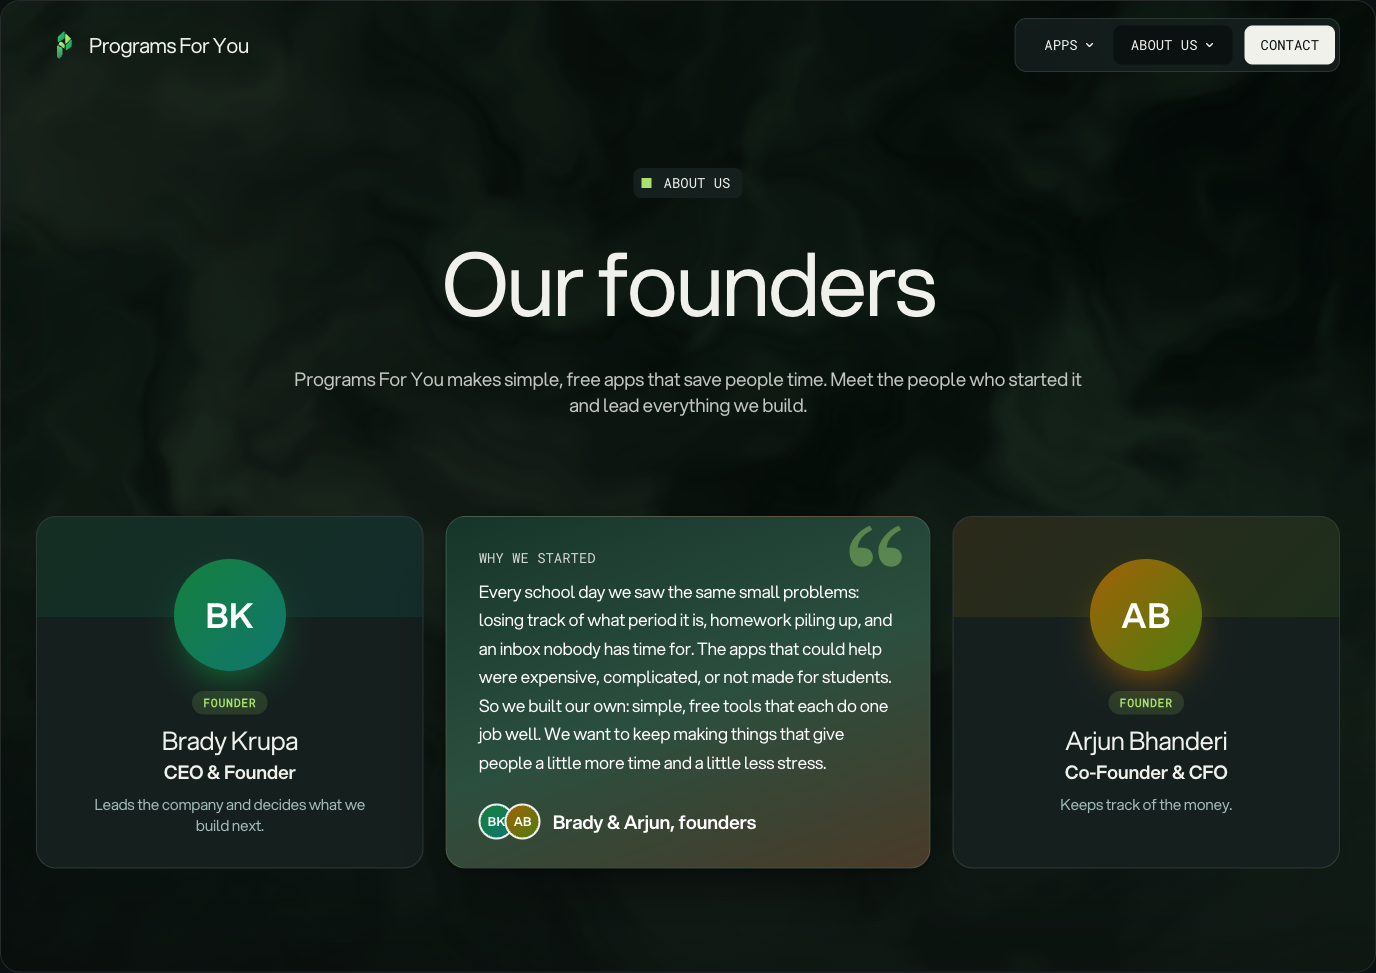 Programs For You
APPS
ABOUT US
CONTACT
ABOUT US
Our founders
Programs For You makes simple, free apps that save people time. Meet the people who started it
and lead everything we build.
BK
FOUNDER
Brady Krupa
CEO & Founder
Leads the company and decides what we
build next.
“
WHY WE STARTED
Every school day we saw the same small problems:
losing track of what period it is, homework piling up, and
an inbox nobody has time for. The apps that could help
were expensive, complicated, or not made for students.
So we built our own: simple, free tools that each do one
job well. We want to keep making things that give
people a little more time and a little less stress.
BK AB Brady & Arjun, founders
AB
FOUNDER
Arjun Bhanderi
Co-Founder & CFO
Keeps track of the money.